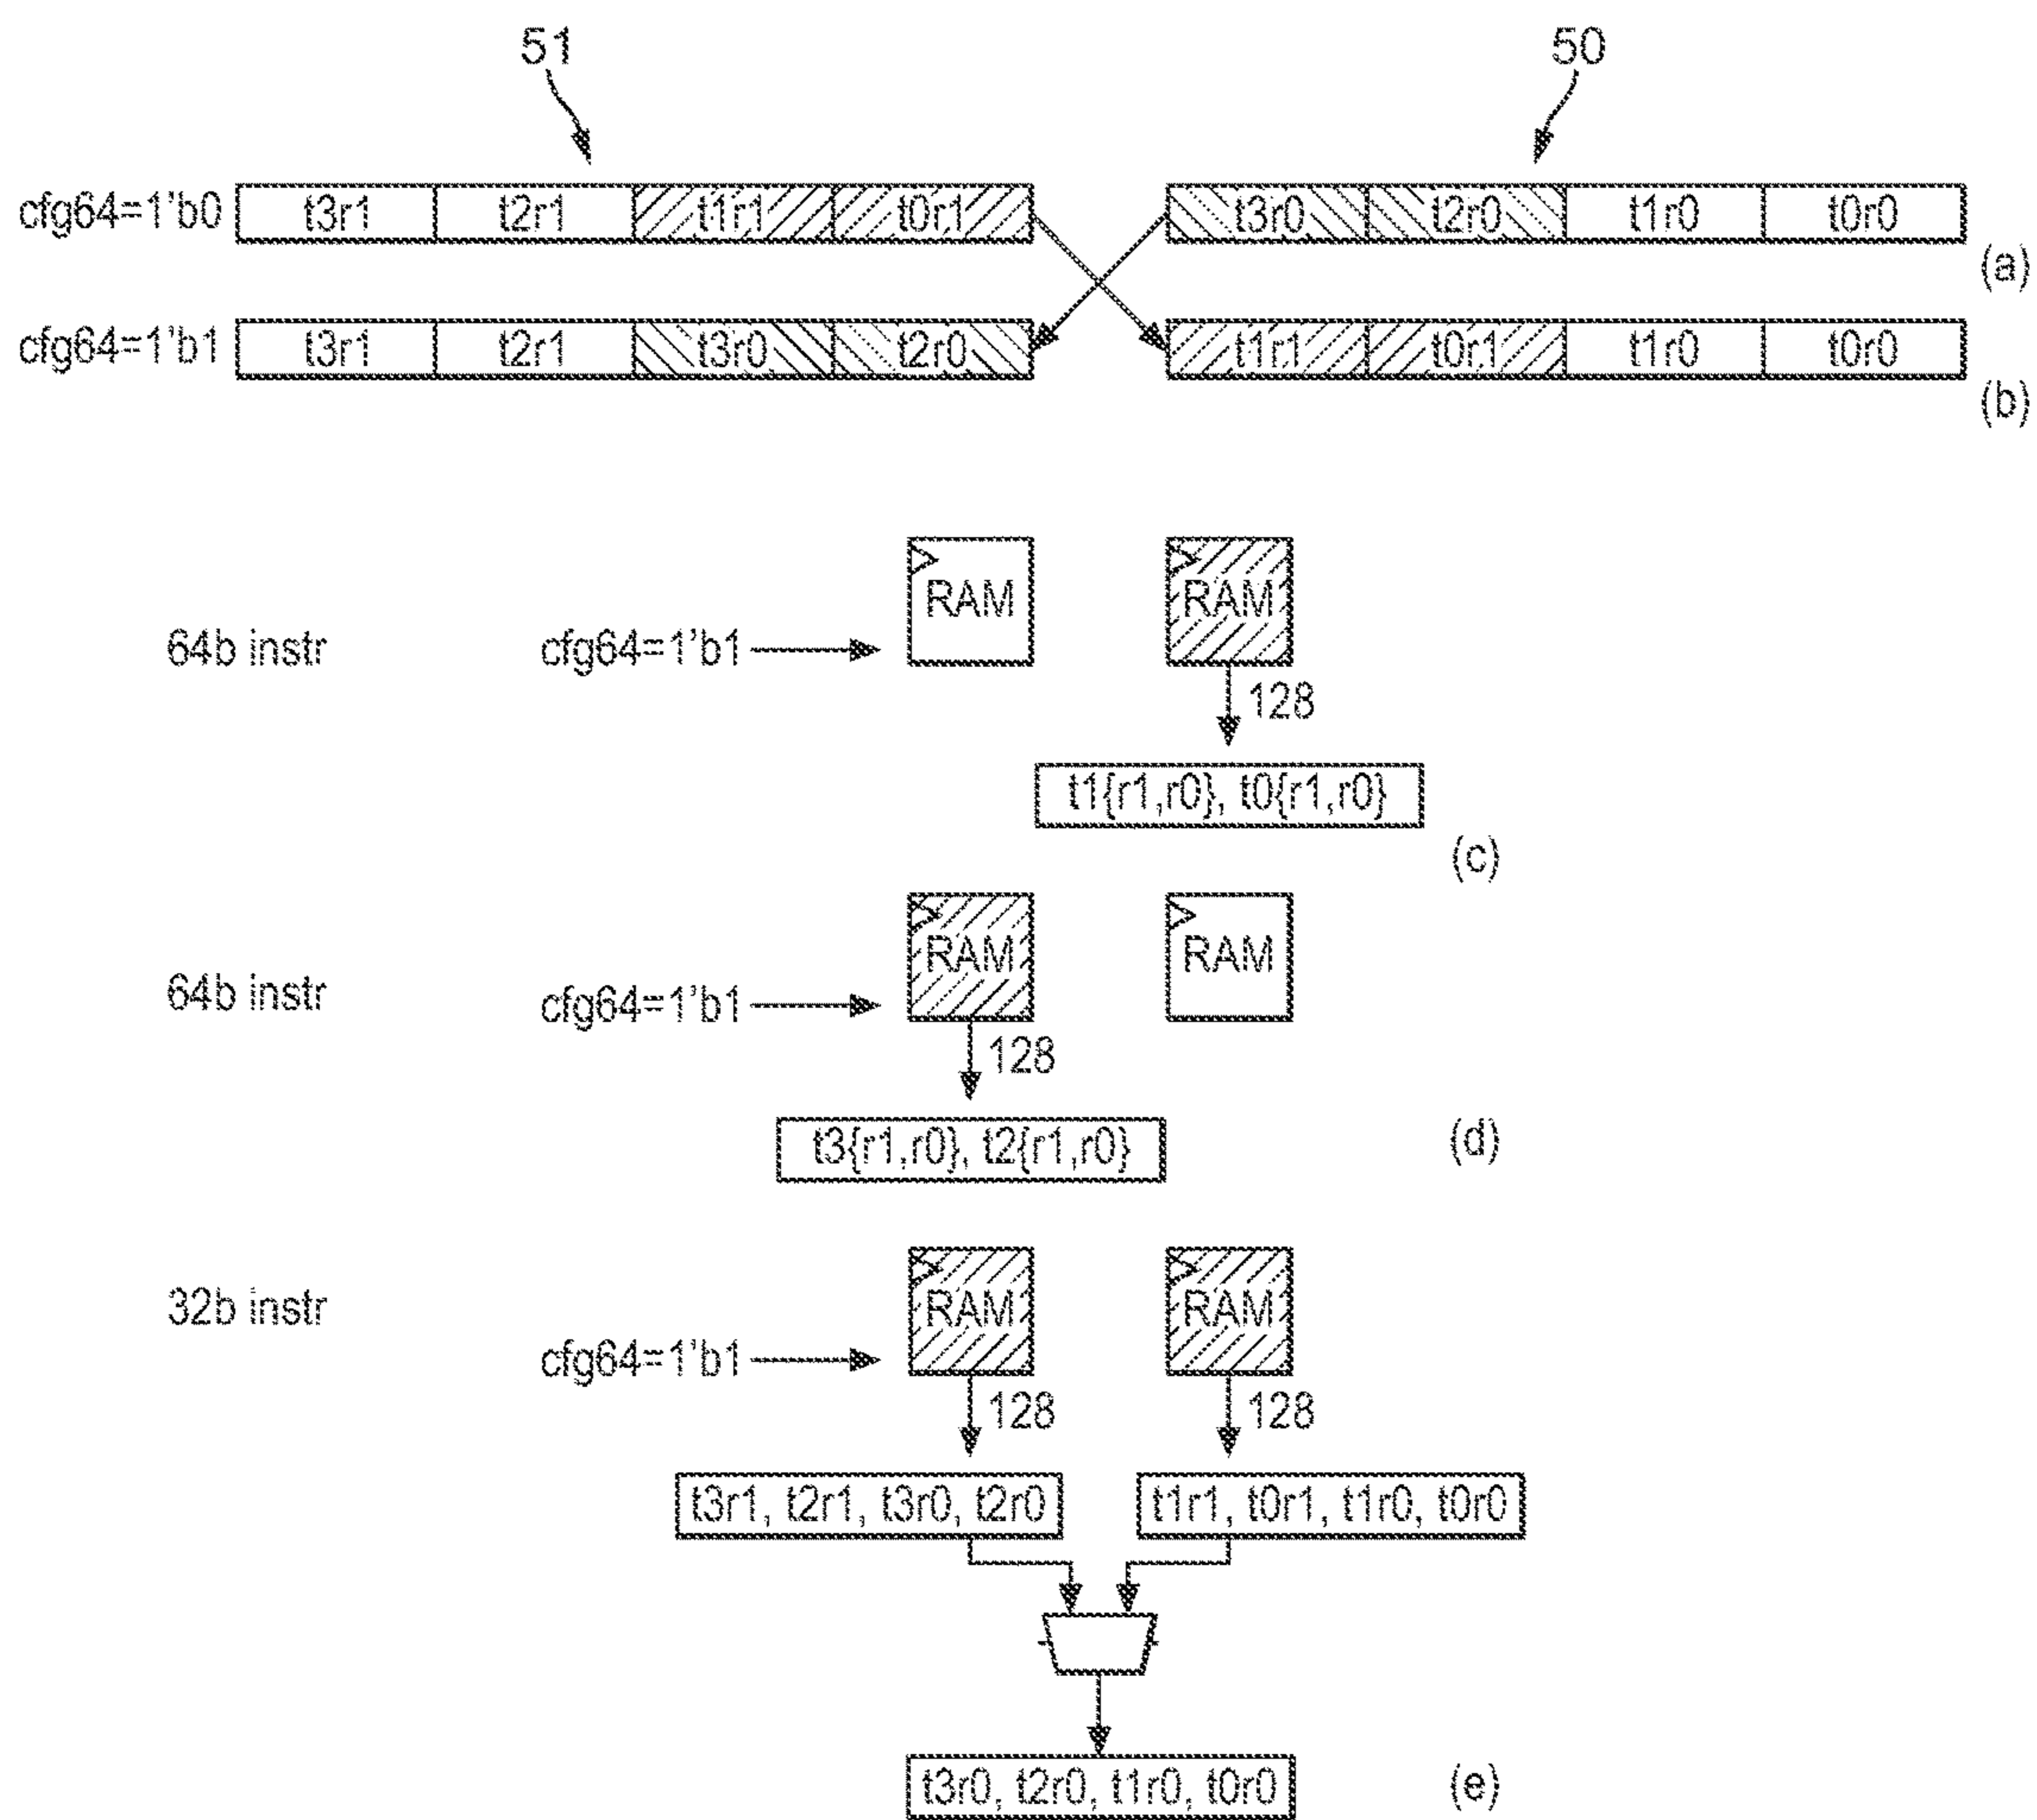 51 50
cfg64=1'b0 t3r1 t2r1 t1r1 t0r1 t3r0 t2r0 t1r0 t0r0
(a)
cfg64=1'b1 t3r1 t2r1 t3r0 t2r0 t1r1 t0r1 t1r0 t0r0
(b)
RAM RAM
64b instr cfg64=1'b1
128
t1{r1,r0}, t0{r1,r0}
(c)
RAM RAM
64b instr cfg64=1'b1
128
t3{r1,r0}, t2{r1,r0} (d)
32b instr RAM RAM
cfg64=1'b1
128 128
t3r1, t2r1, t3r0, t2r0 t1r1, t0r1, t1r0, t0r0
t3r0, t2r0, t1r0, t0r0 (e)